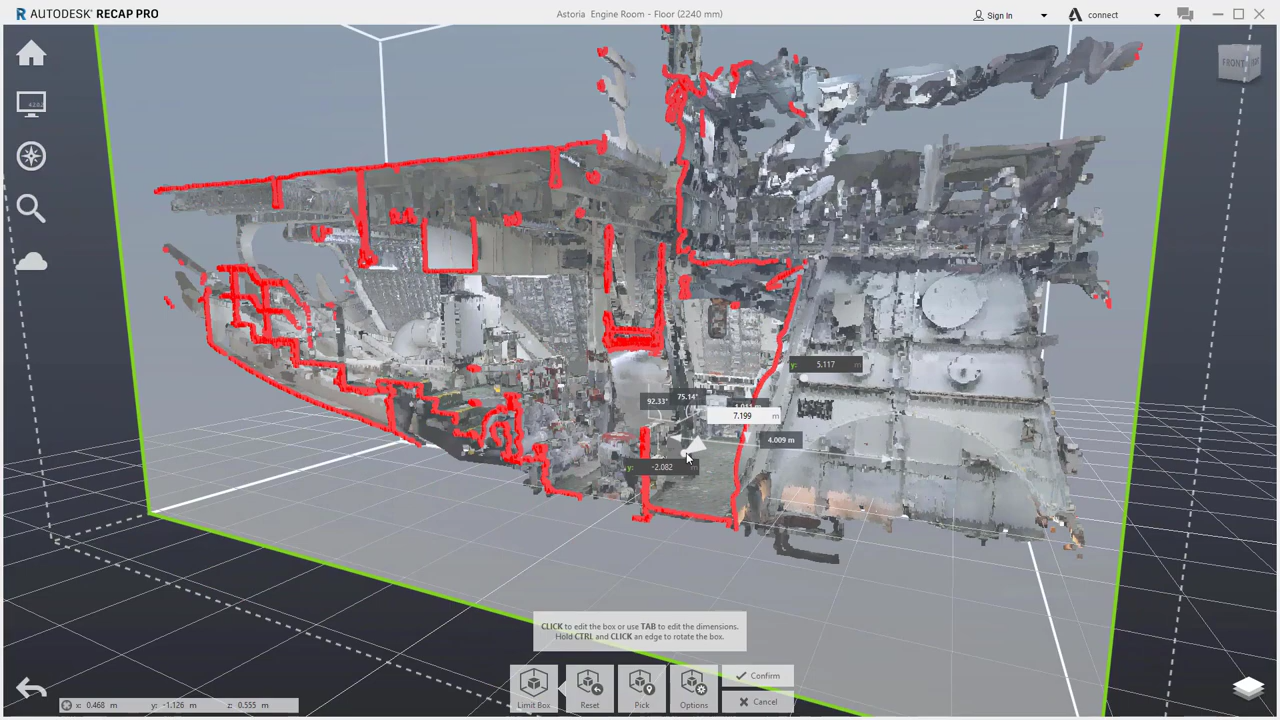 R AUTODESK RECAP PRO
Astoria Engine Room - Floor (2240 mm)
Sign In
connect
FRONT
y: 5.117 m
92.33°
75.14°
7.199 m
4.009 m
y: -2.082 m
CLICK to edit the box or use TAB to edit the dimensions.
Hold CTRL and CLICK an edge to rotate the box.
Limit Box
Reset
Pick
Options
Confirm
Cancel
x: 0.468 m y: -1.126 m z: 0.555 m